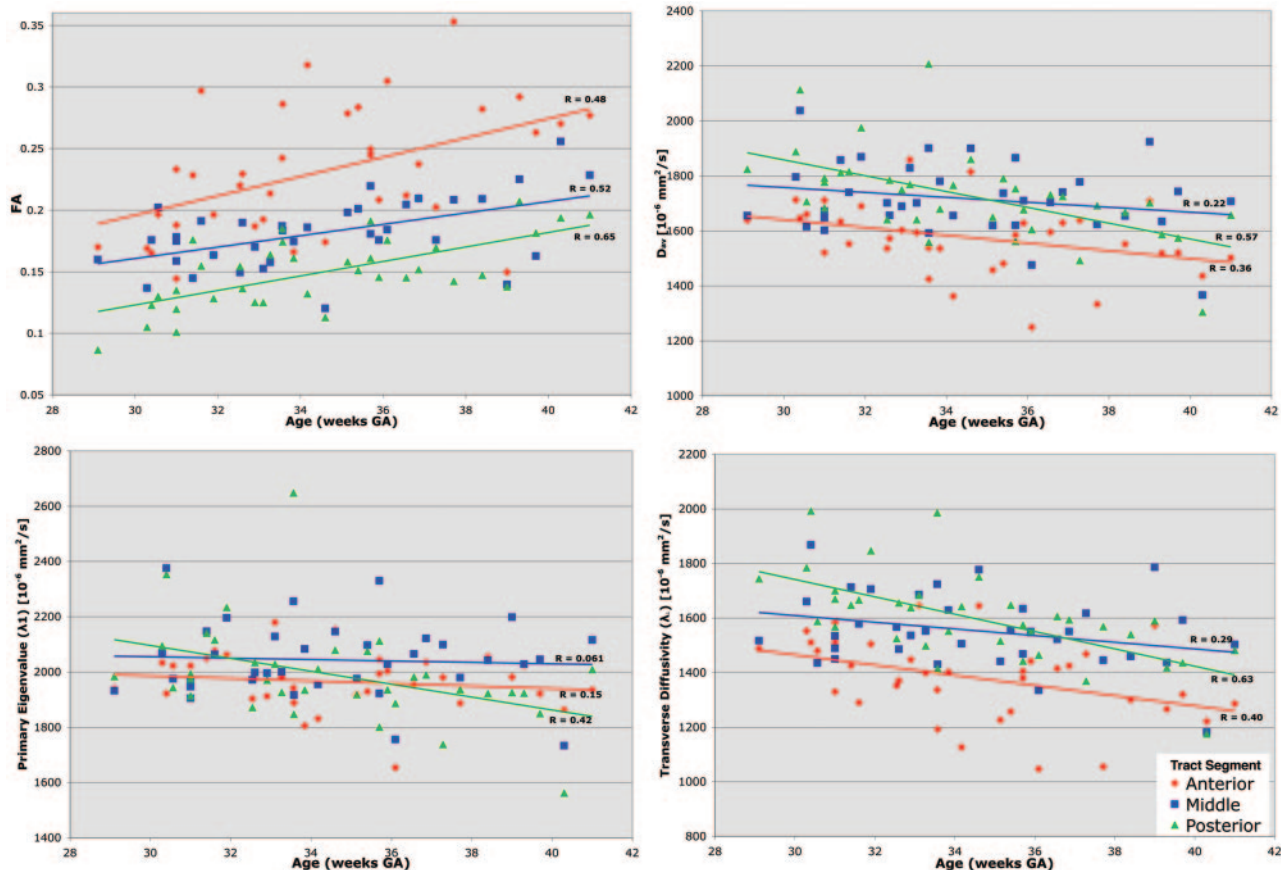 0.35
0.3
0.25
0.2
0.15
0.1
0.05
FA
R = 0.48
R = 0.52
R = 0.65
28 30 32 34 36 38 40 42
Age (weeks GA)
2400
2200
2000
1800
1600
1400
1200
1000
Dav [10⁻⁶ mm²/s]
R = 0.22
R = 0.57
R = 0.36
28 30 32 34 36 38 40 42
Age (weeks GA)
2800
2600
2400
2200
2000
1800
1600
1400
Primary Eigenvalue (λ1) [10⁻⁶ mm²/s]
R = 0.061
R = 0.15
R = 0.42
28 30 32 34 36 38 40 42
Age (weeks GA)
2200
2000
1800
1600
1400
1200
1000
800
Transverse Diffusivity [10⁻⁶ mm²/s]
R = 0.29
R = 0.63
R = 0.40
Tract Segment
Anterior
Middle
Posterior
28 30 32 34 36 38 40 42
Age (weeks GA)